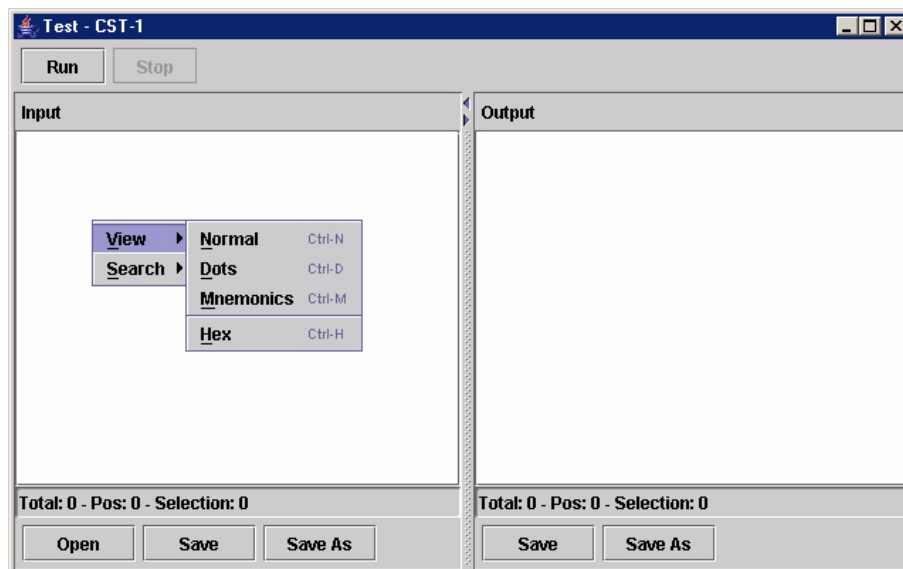 Test - CST-1
Run Stop
Input
Output
View
Search
Normal Ctrl-N
Dots Ctrl-D
Mnemonics Ctrl-M
Hex Ctrl-H
Total: 0 - Pos: 0 - Selection: 0
Total: 0 - Pos: 0 - Selection: 0
Open Save Save As
Save Save As